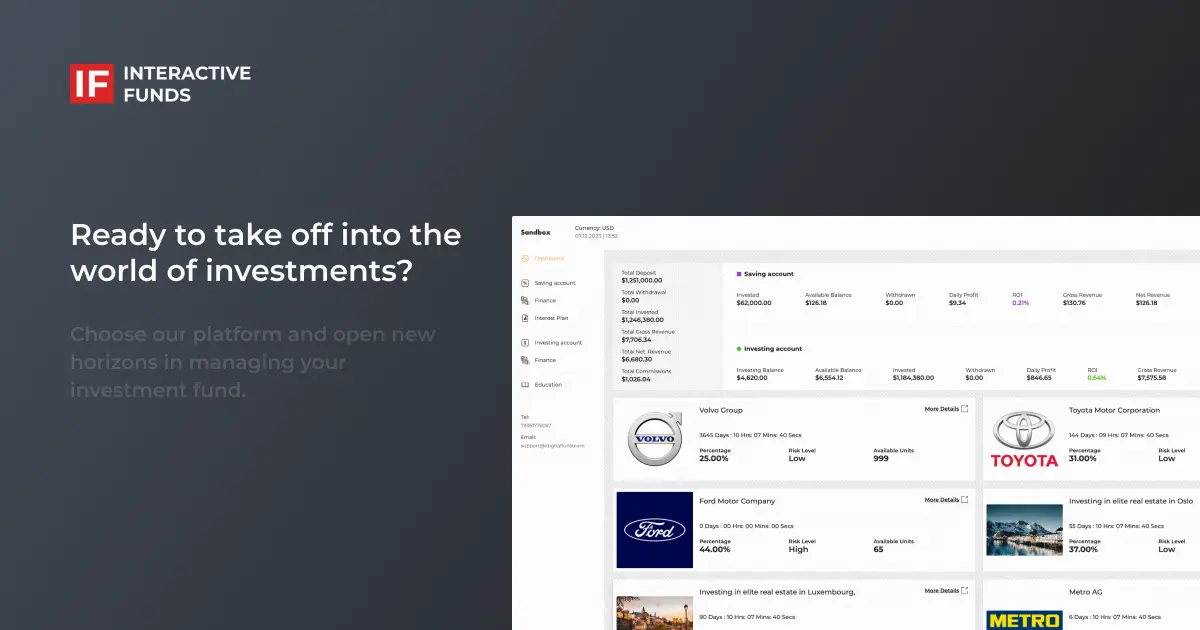 IF
INTERACTIVE
FUNDS
Ready to take off into the
world of investments?
Choose our platform and open new
horizons in managing your
investment fund.
Sandbox
Currency: USD
07.12.2023 | 13:52
Dashboard
Saving account
Finance
Interest Plan
Investing account
Finance
Education
Tel:
Email:
support@idigitalfund.com
Total Deposit
$1,251,000.00
Total Withdrawal
$0.00
Total Invested
$1,246,380.00
Total Gross Revenue
$7,706.34
Total Net Revenue
$6,680.30
Total Commissions
$1,026.04
Saving account
Invested Available Balance Withdrawn Daily Profit ROI Gross Revenue Net Revenue
$62,000.00 $126.18 $0.00 $9.34 0.21% $130.76 $126.18
Investing account
Investing Balance Available Balance Invested Withdrawn Daily Profit ROI Gross Revenue
$4,620.00 $6,554.12 $1,184,380.00 $0.00 $846.65 0.64% $7,575.58
VOLVO
Volvo Group
More Details
3645 Days : 10 Hrs: 07 Mins: 40 Secs
Percentage Risk Level Available Units
25.00% Low 999
TOYOTA
Toyota Motor Corporation
144 Days : 09 Hrs: 07 Mins: 40 Secs
Percentage Risk Level
31.00% Low
Ford
Ford Motor Company
More Details
0 Days : 00 Hrs: 00 Mins: 00 Secs
Percentage Risk Level Available Units
44.00% High 65
Investing in elite real estate in Oslo
55 Days : 10 Hrs: 07 Mins: 40 Secs
Percentage Risk Level
37.00% Low
Investing in elite real estate in Luxembourg,
More Details
90 Days : 10 Hrs: 07 Mins: 40 Secs
METRO
Metro AG
6 Days : 10 Hrs: 07 Mins: 40 Secs